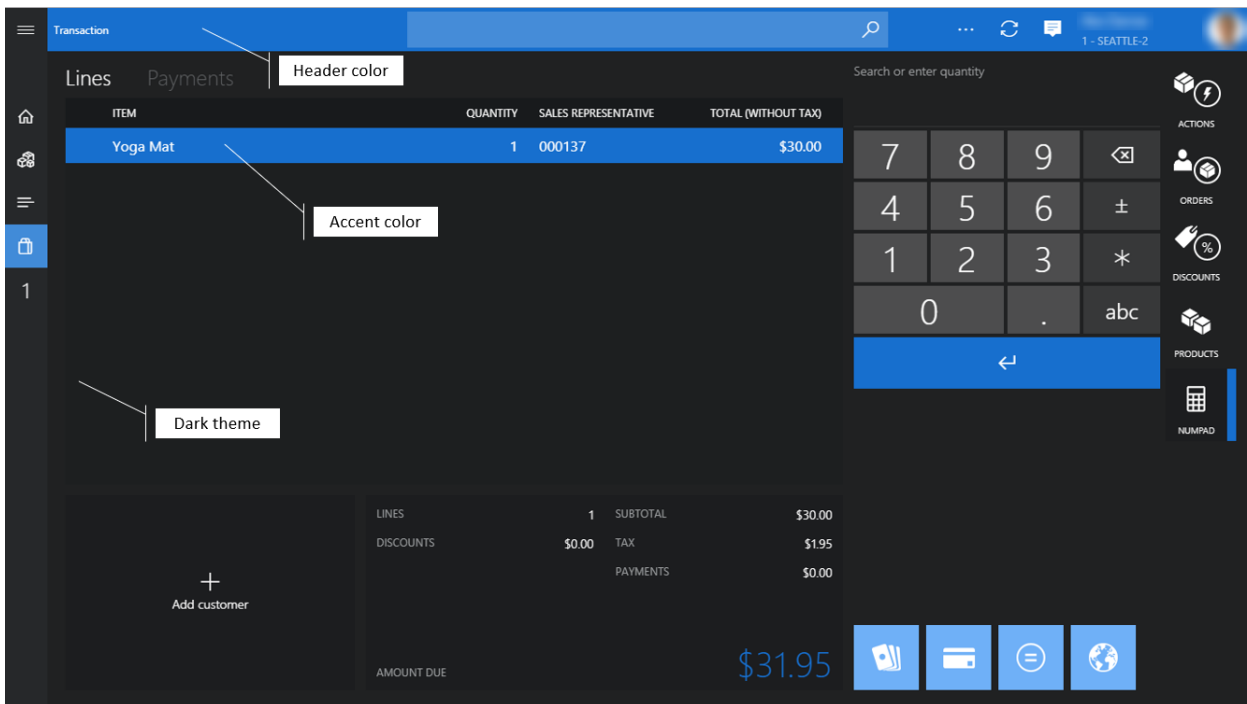 Transaction
...
1 - SEATTLE-2
Header color
Lines Payments
Search or enter quantity
ITEM QUANTITY SALES REPRESENTATIVE TOTAL (WITHOUT TAX)
Yoga Mat 1 000137 $30.00
Accent color
1
Dark theme
7 8 9
4 5 6 ±
1 2 3 *
0 . abc
ACTIONS
ORDERS
%
DISCOUNTS
PRODUCTS
NUMPAD
+
Add customer
LINES 1 SUBTOTAL $30.00
DISCOUNTS $0.00 TAX $1.95
PAYMENTS $0.00
AMOUNT DUE $31.95
=